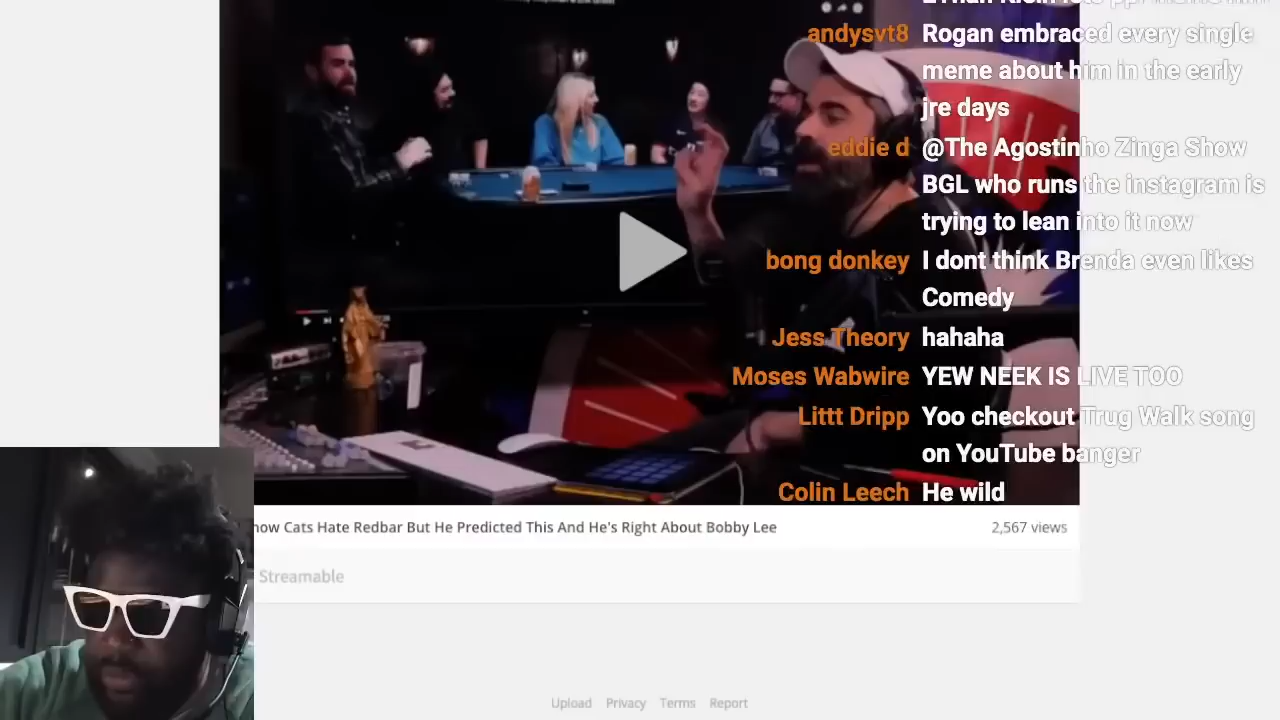 andysvt8 Rogan embraced every single
meme about him in the early
jre days
eddie d @The Agostinho Zinga Show
BGL who runs the instagram is
trying to lean into it now
bong donkey I dont think Brenda even likes
Comedy
Jess Theory hahaha
Moses Wabwire YEW NEEK IS LIVE TOO
Littt Dripp Yoo checkout Trug Walk song
on YouTube banger
Colin Leech He wild
Cats Hate Redbar But He Predicted This And He's Right About Bobby Lee 2,567 views
Streamable
Upload Privacy Terms Report